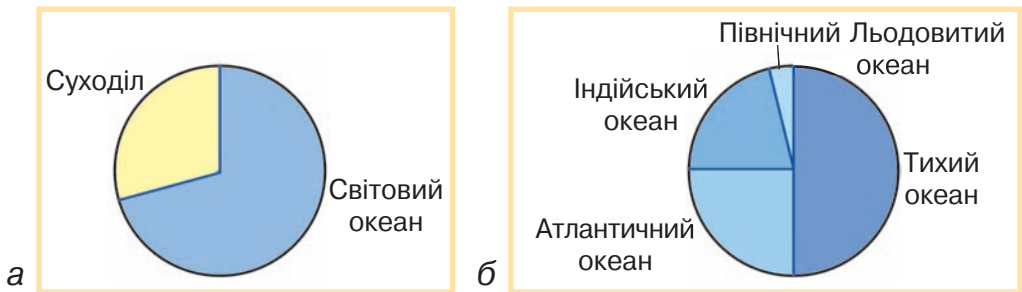 Суходіл
Світовий
океан
а
Північний Льодовитий
океан
Індійський
океан
Тихий
океан
Атлантичний
океан
б